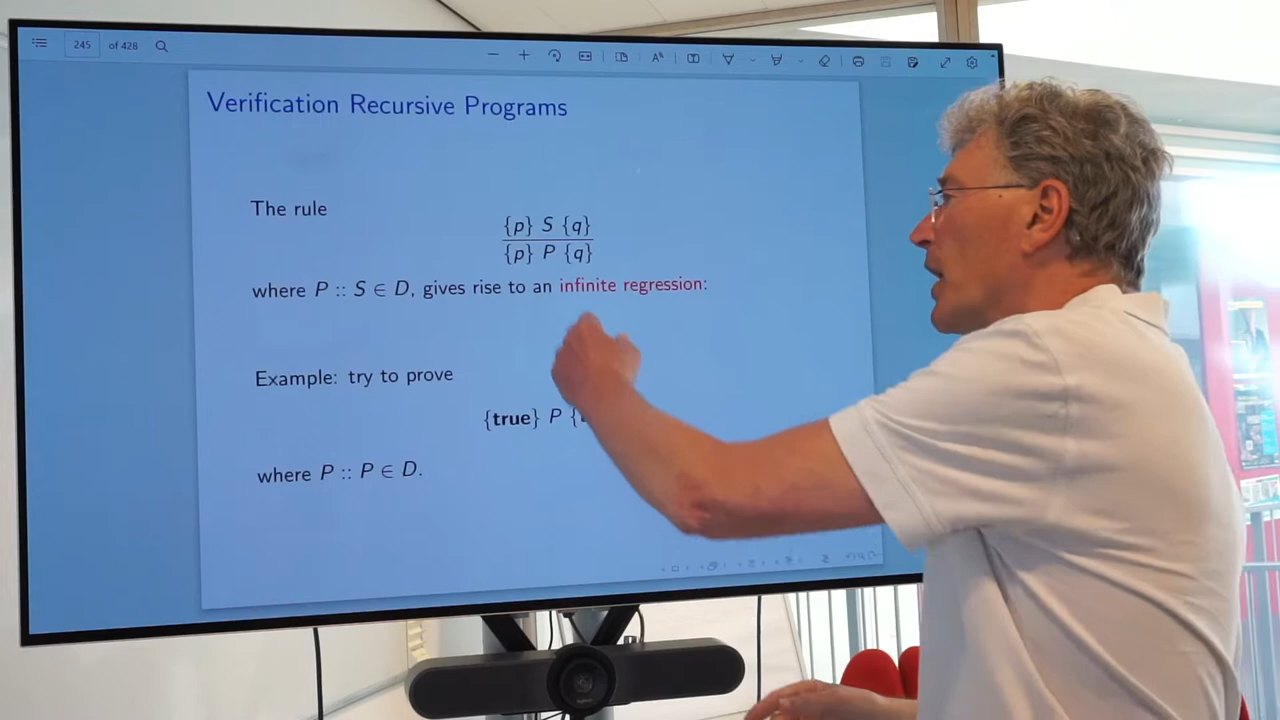 245 of 428
Verification Recursive Programs
The rule
{p} S {q}
{p} P {q}
where P :: S ∈ D, gives rise to an infinite regression:
Example: try to prove
{true} P {
where P :: P ∈ D.